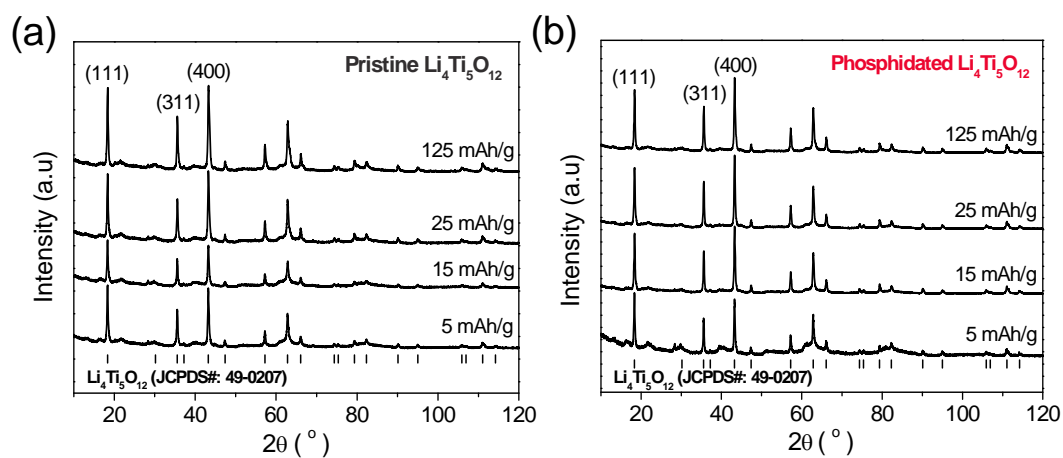 (a)
Pristine Li₄Ti₅O₁₂
(111)
(311)
(400)
125 mAh/g
25 mAh/g
15 mAh/g
5 mAh/g
Li₄Ti₅O₁₂ (JCPDS#: 49-0207)
Intensity (a.u)
20 40 60 80 100 120
2θ ( ° )
(b)
Phosphidated Li₄Ti₅O₁₂
(111)
(311)
(400)
125 mAh/g
25 mAh/g
15 mAh/g
5 mAh/g
Li₄Ti₅O₁₂ (JCPDS#: 49-0207)
Intensity (a.u)
20 40 60 80 100 120
2θ ( ° )